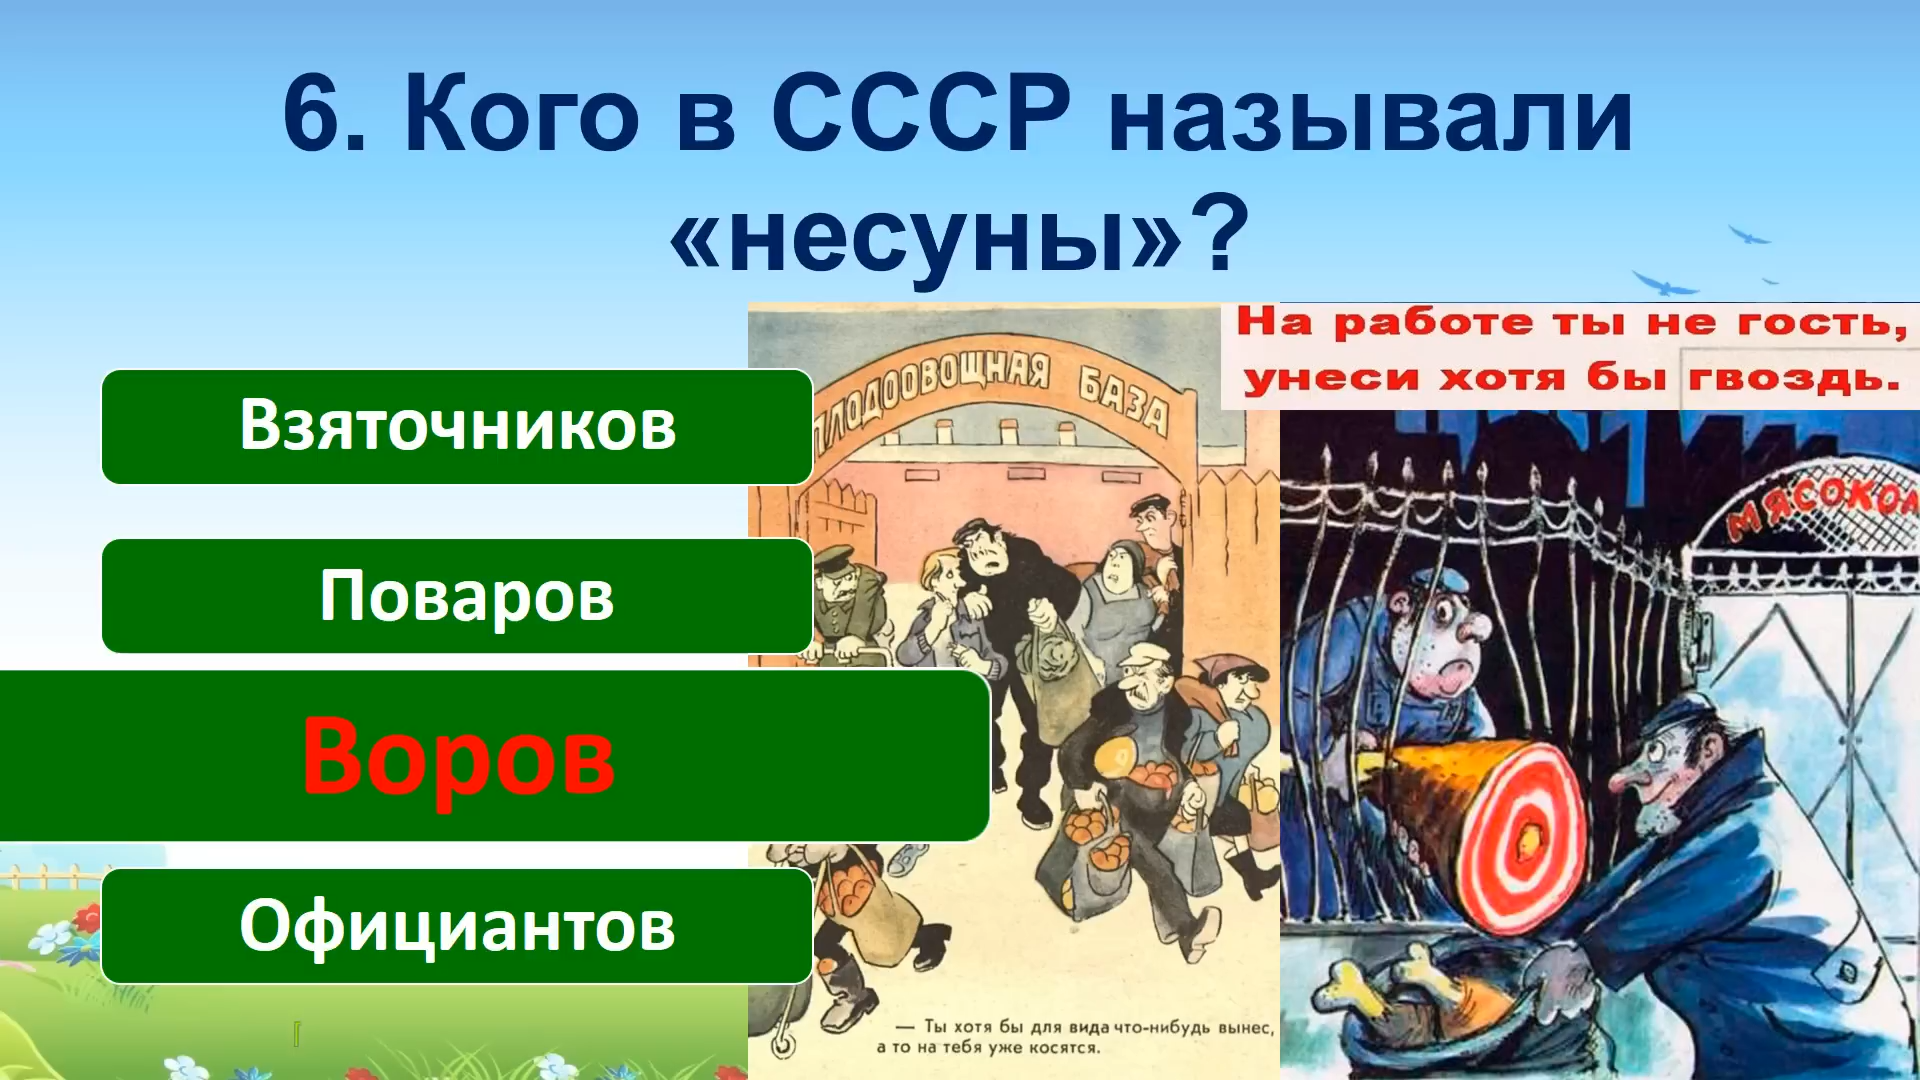 6. Кого в СССР называли
«несуны»?
На работе ты не гость,
унеси хотя бы гвоздь.
Взяточников
Поваров
Воров
Официантов
ПЛОДООВОЩНАЯ БАЗА
— Ты хотя бы для вида что-нибудь вынес,
а то на тебя уже косятся.
МЯСОКОМ